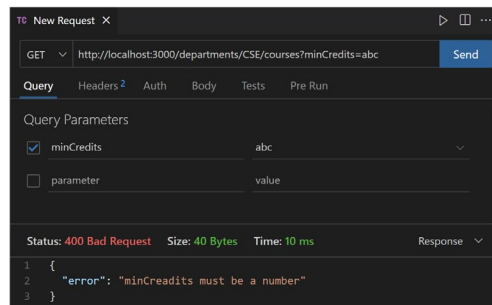 TC New Request ×
GET http://localhost:3000/departments/CSE/courses?minCredits=abc Send
Query Headers 2 Auth Body Tests Pre Run
Query Parameters
minCredits abc
parameter value
Status: 400 Bad Request Size: 40 Bytes Time: 10 ms Response
1 {
2 "error": "minCreadits must be a number"
3 }